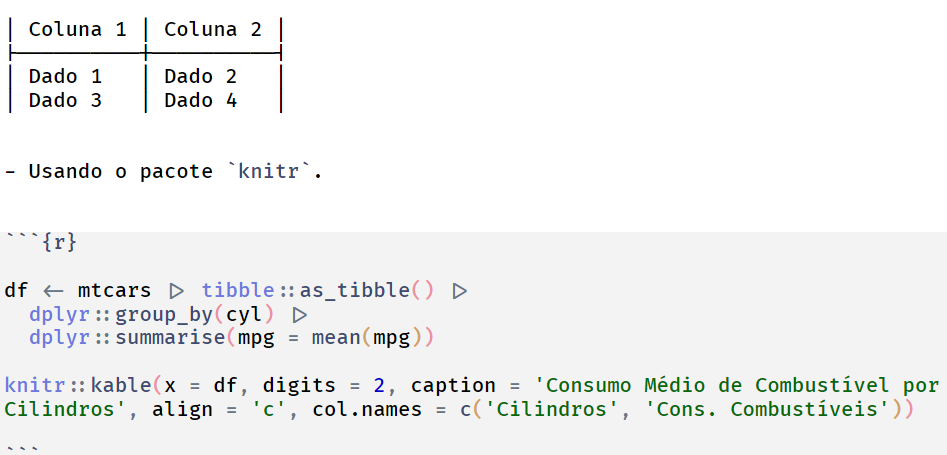 | Coluna 1 | Coluna 2 |
|----------|----------|
| Dado 1   | Dado 2   |
| Dado 3   | Dado 4   |
- Usando o pacote `knitr`.
```{r}
df <- mtcars |> tibble::as_tibble() |>
  dplyr::group_by(cyl) |>
  dplyr::summarise(mpg = mean(mpg))
knitr::kable(x = df, digits = 2, caption = 'Consumo Médio de Combustível por
Cilindros', align = 'c', col.names = c('Cilindros', 'Cons. Combustíveis'))
```